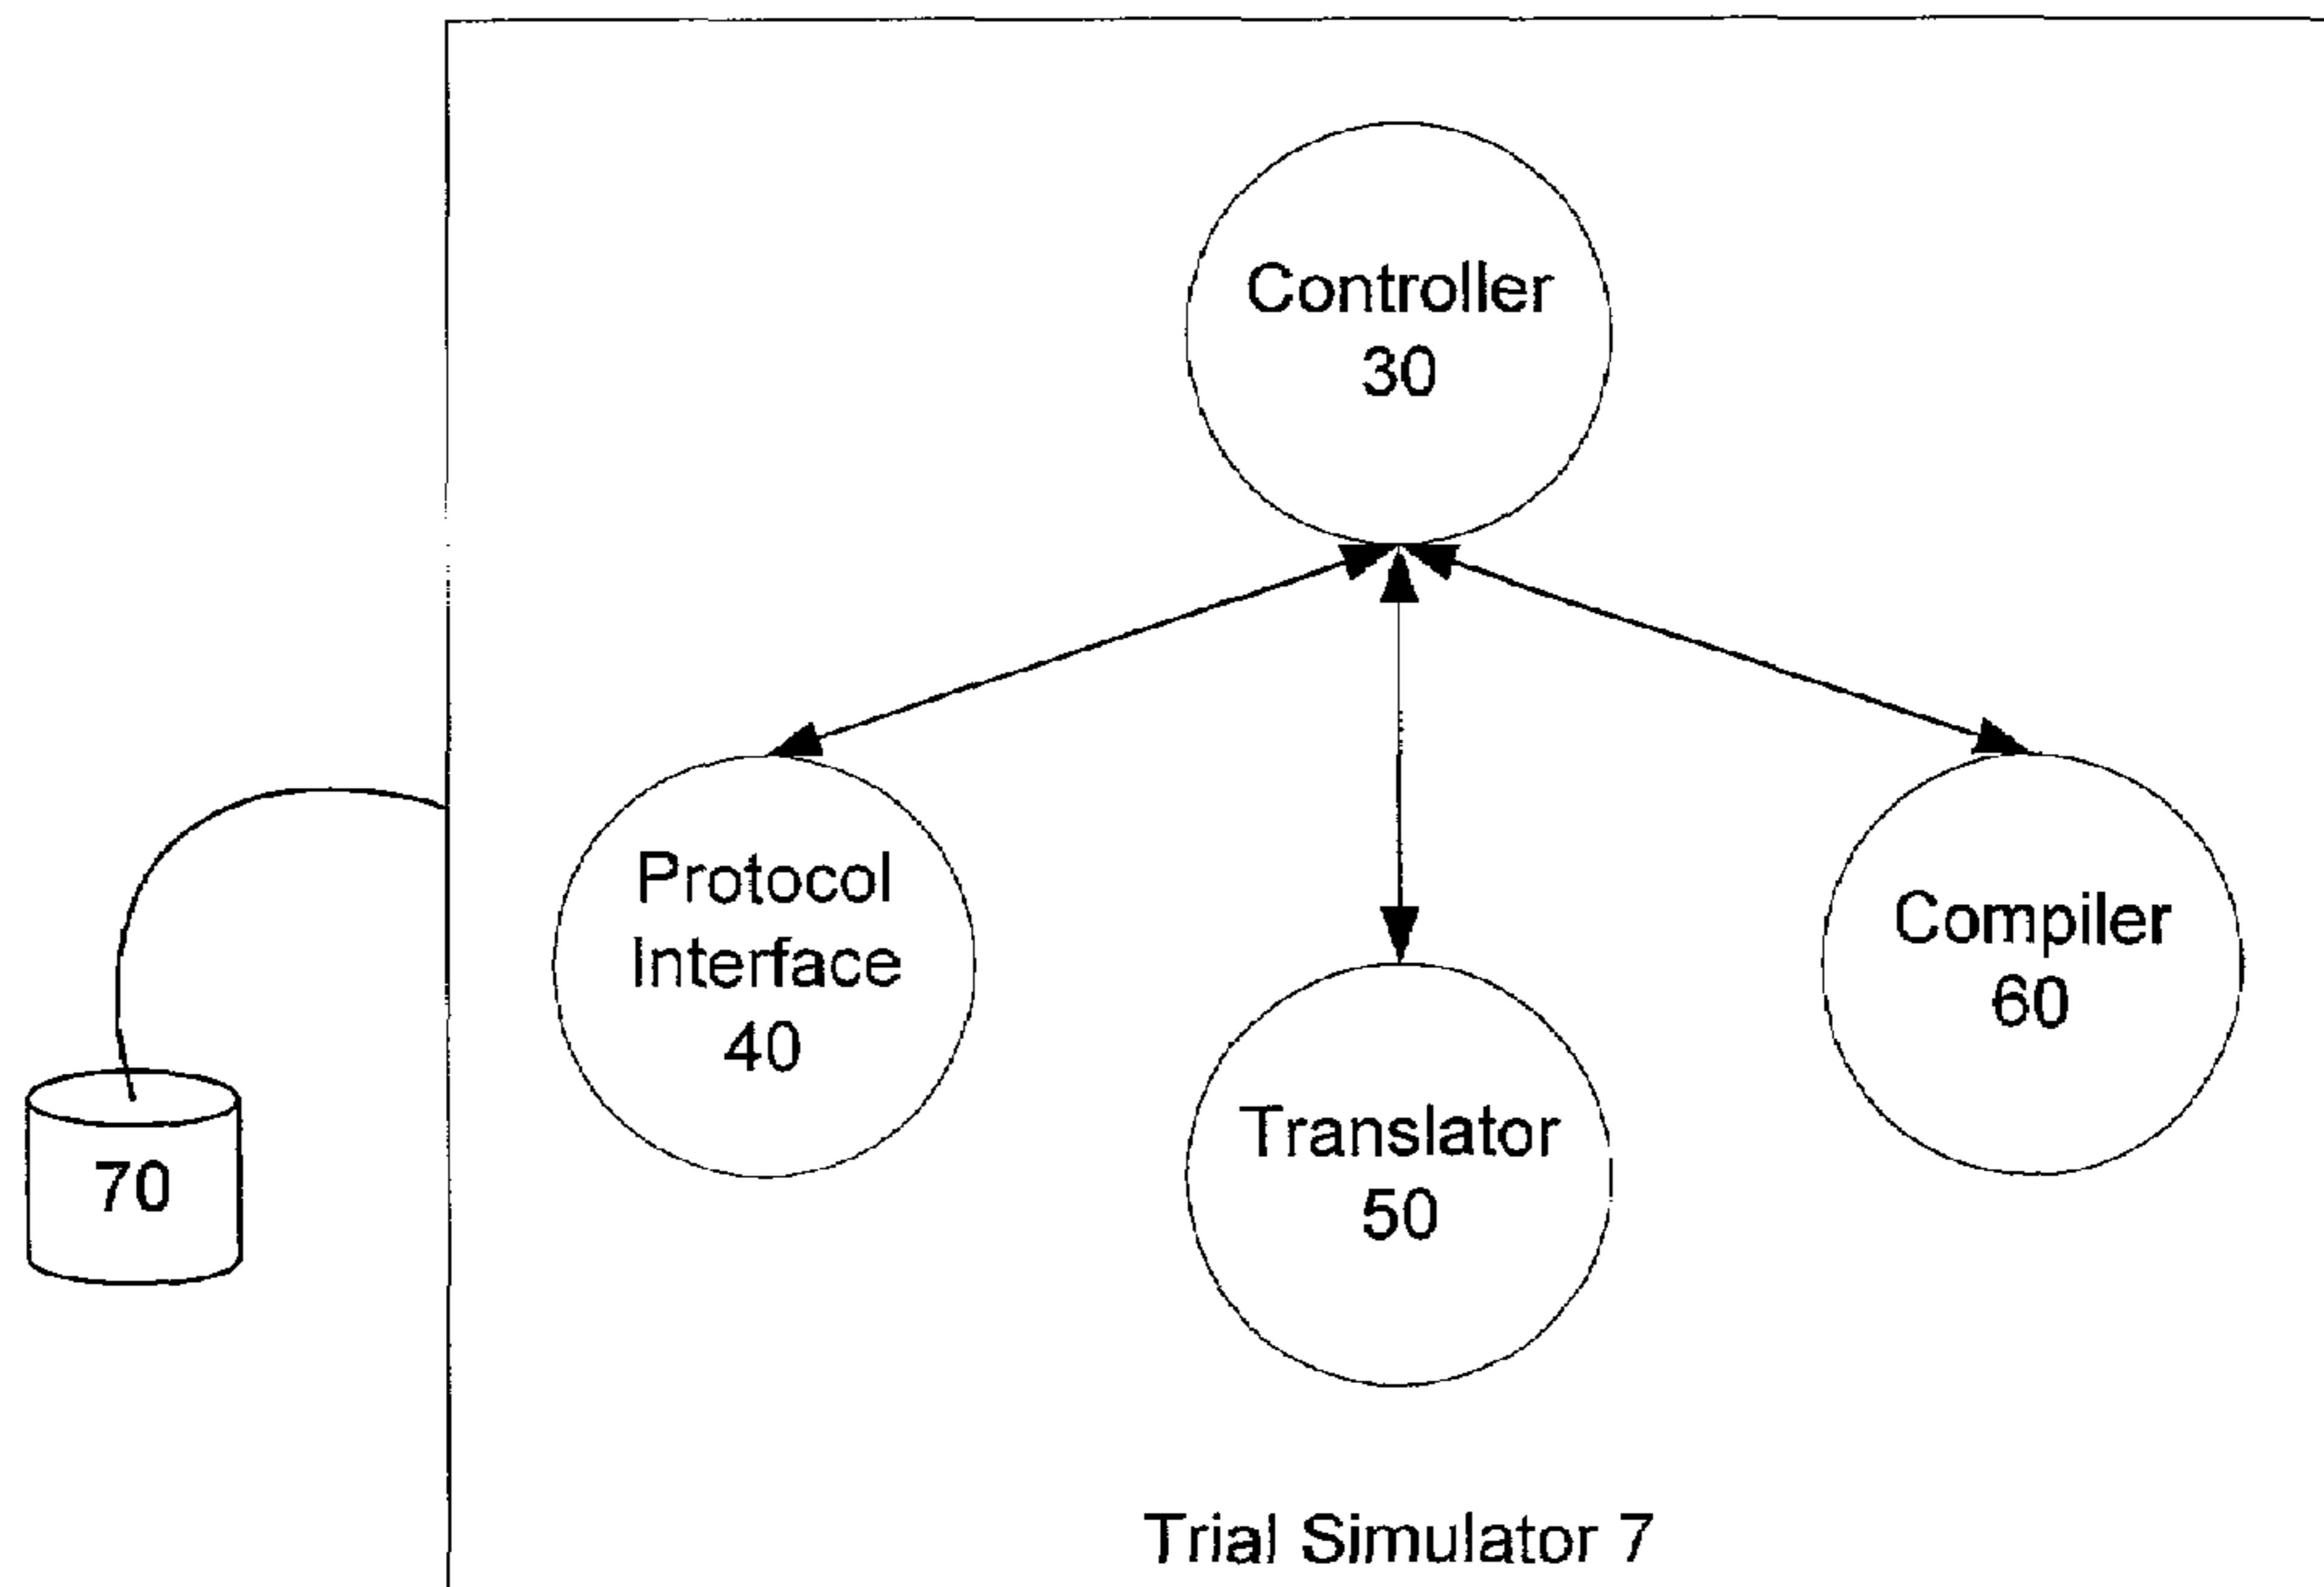 Controller
30
Protocol
Interface
40
Compiler
60
Translator
50
70
Trial Simulator 7